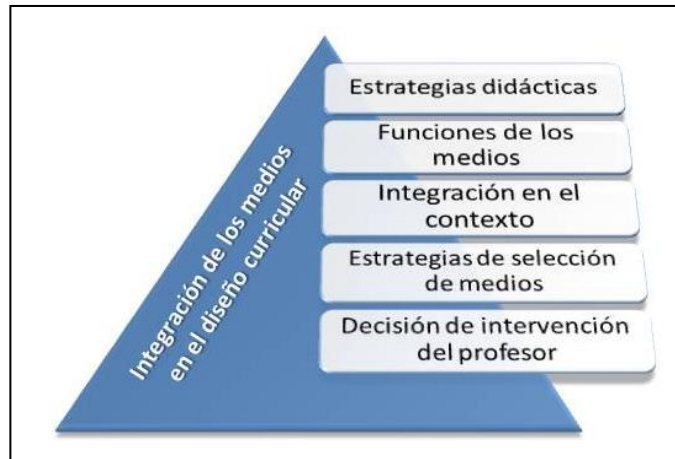 Estrategias didácticas
Funciones de los
medios
Integración en el
contexto
Estrategias de selección
de medios
Decisión de intervención
del profesor
Integración de los medios
en el diseño curricular